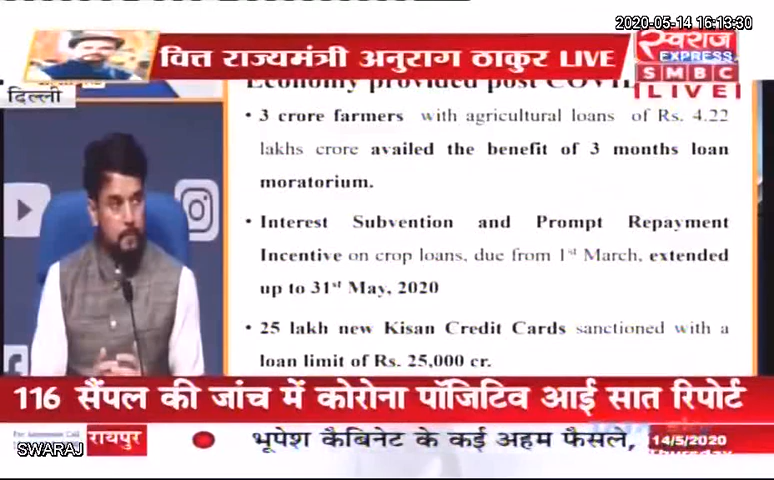 2020-05-14 16:13:30
वित्त राज्यमंत्री अनुराग ठाकुर LIVE
स्वराज
EXPRESS
SMBC
LIVE
दिल्ली
Economy provided post
• 3 crore farmers with agricultural loans of Rs. 4.22
lakhs crore availed the benefit of 3 months loan
moratorium.
• Interest Subvention and Prompt Repayment
Incentive on crop loans, due from 1st March, extended
up to 31st May, 2020
• 25 lakh new Kisan Credit Cards sanctioned with a
loan limit of Rs. 25,000 cr.
116 सैंपल की जांच में कोरोना पॉजिटिव आई सात रिपोर्ट
रायपुर
भूपेश कैबिनेट के कई अहम फैसले,
14/5/2020
Thursday
SWARAJ